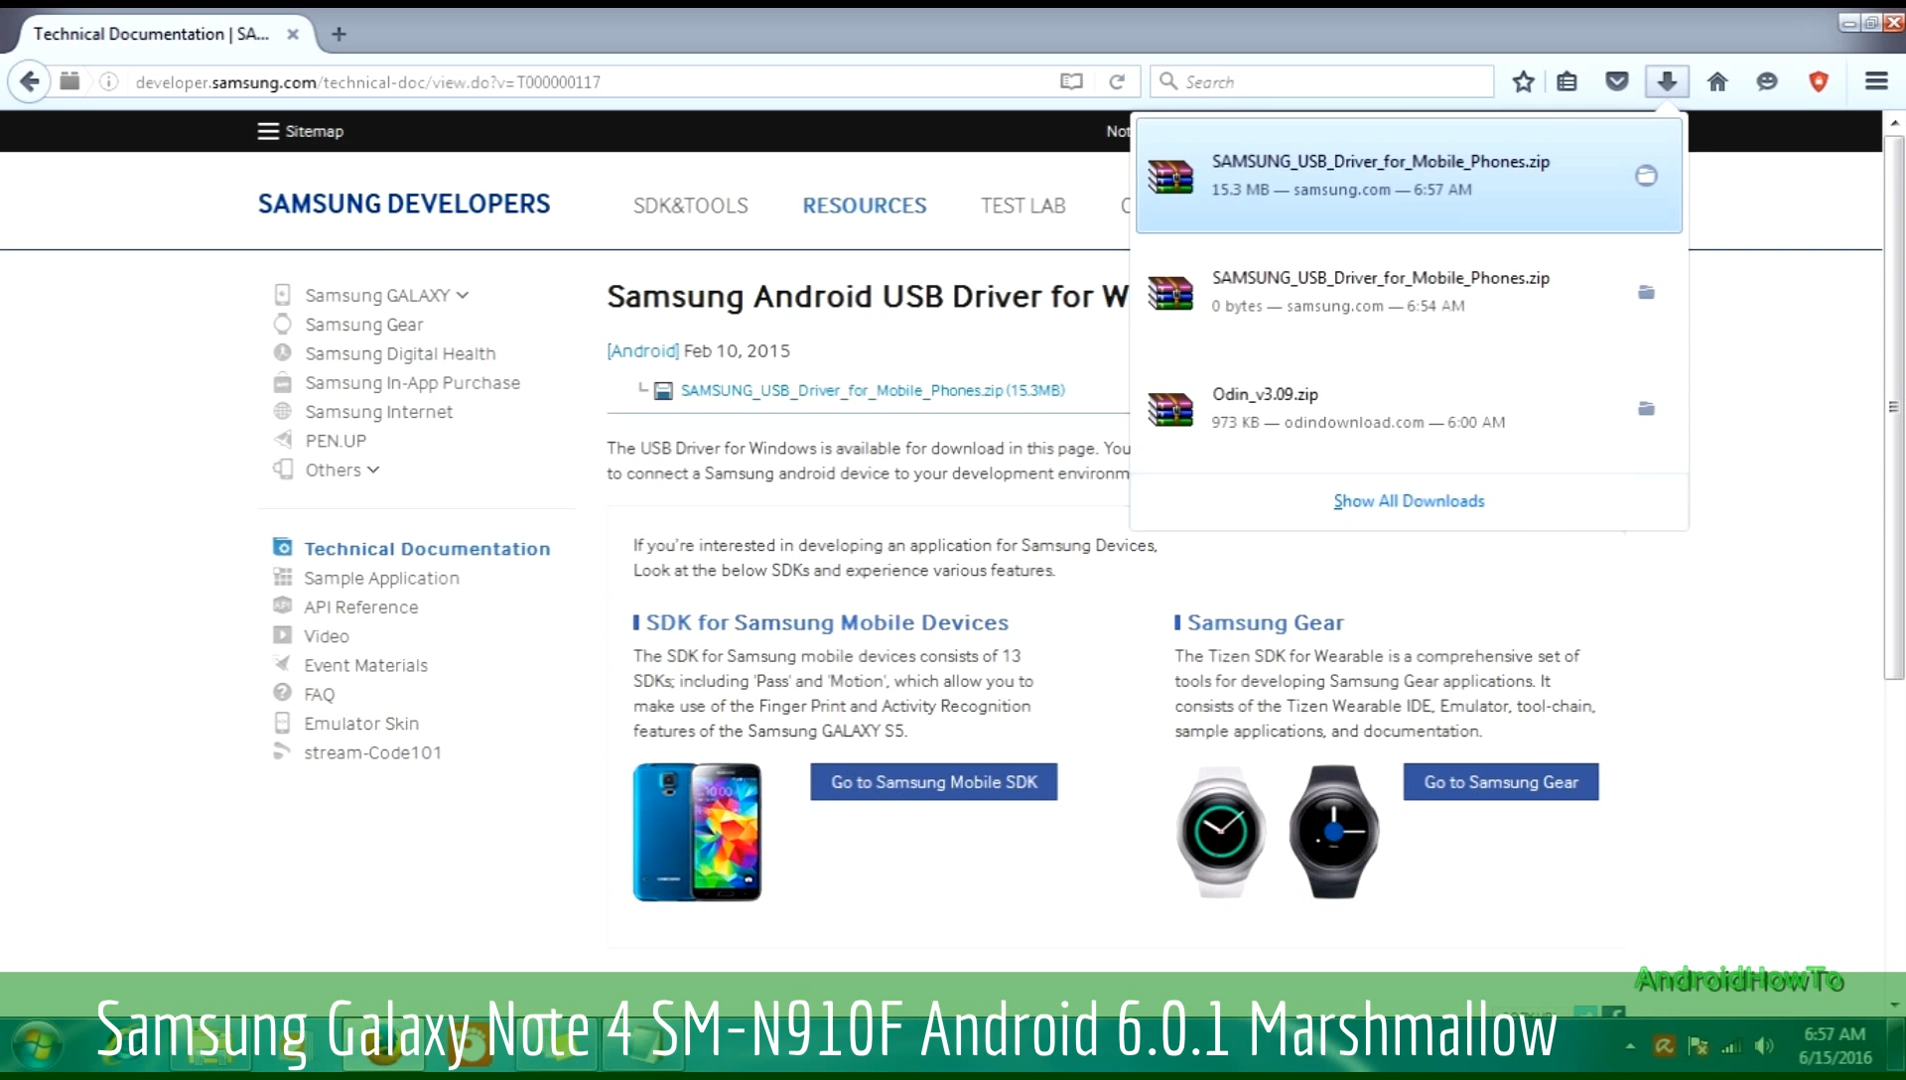 Technical Documentation | SA...
developer.samsung.com/technical-doc/view.do?v=T000000117
Search
Sitemap
Not
SAMSUNG DEVELOPERS
SDK&TOOLS
RESOURCES
TEST LAB
SAMSUNG_USB_Driver_for_Mobile_Phones.zip
15.3 MB — samsung.com — 6:57 AM
SAMSUNG_USB_Driver_for_Mobile_Phones.zip
0 bytes — samsung.com — 6:54 AM
Odin_v3.09.zip
973 KB — odindownload.com — 6:00 AM
Show All Downloads
Samsung GALAXY
Samsung Gear
Samsung Digital Health
Samsung In-App Purchase
Samsung Internet
PEN.UP
Others
Technical Documentation
Sample Application
API Reference
Video
Event Materials
FAQ
Emulator Skin
stream-Code101
Samsung Android USB Driver for W
[Android] Feb 10, 2015
SAMSUNG_USB_Driver_for_Mobile_Phones.zip (15.3MB)
The USB Driver for Windows is available for download in this page. You
to connect a Samsung android device to your development environm
If you're interested in developing an application for Samsung Devices,
Look at the below SDKs and experience various features.
SDK for Samsung Mobile Devices
The SDK for Samsung mobile devices consists of 13
SDKs; including 'Pass' and 'Motion', which allow you to
make use of the Finger Print and Activity Recognition
features of the Samsung GALAXY S5.
Go to Samsung Mobile SDK
Samsung Gear
The Tizen SDK for Wearable is a comprehensive set of
tools for developing Samsung Gear applications. It
consists of the Tizen Wearable IDE, Emulator, tool-chain,
sample applications, and documentation.
Go to Samsung Gear
AndroidHowTo
Samsung Galaxy Note 4 SM-N910F Android 6.0.1 Marshmallow
6:57 AM
6/15/2016